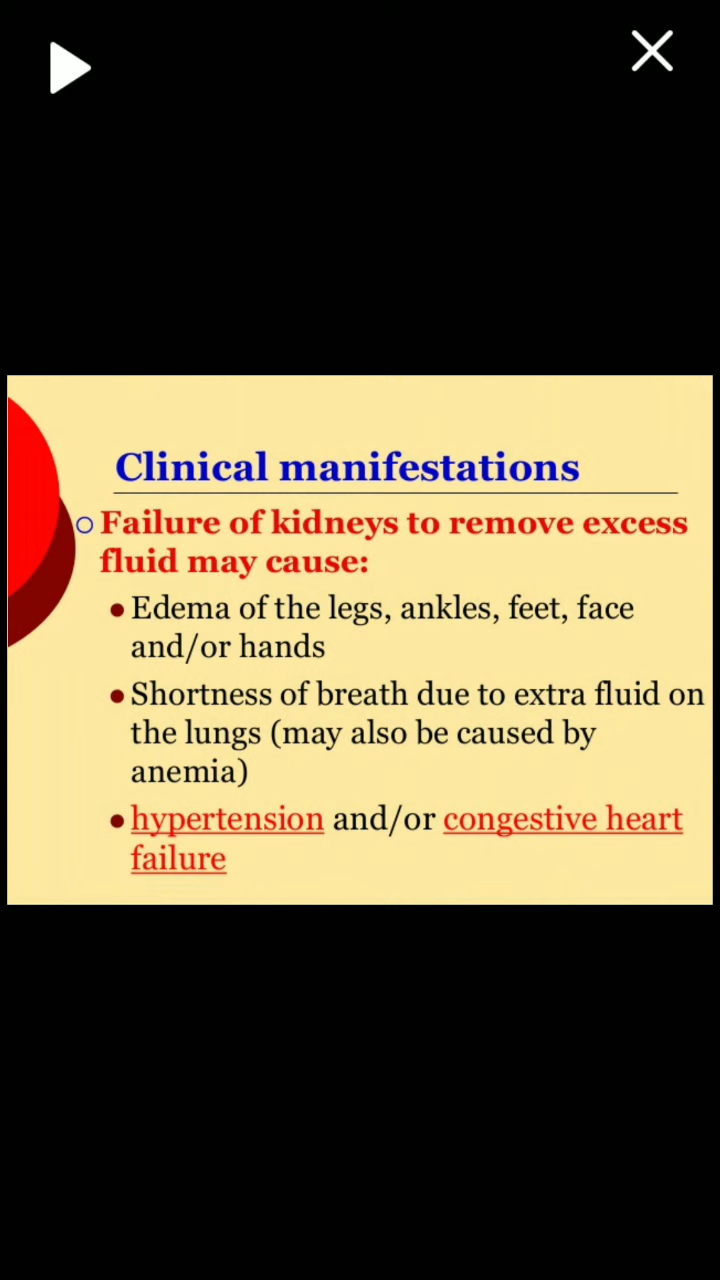 Clinical manifestations
Failure of kidneys to remove excess
fluid may cause:
Edema of the legs, ankles, feet, face
and/or hands
Shortness of breath due to extra fluid on
the lungs (may also be caused by
anemia)
hypertension and/or congestive heart
failure